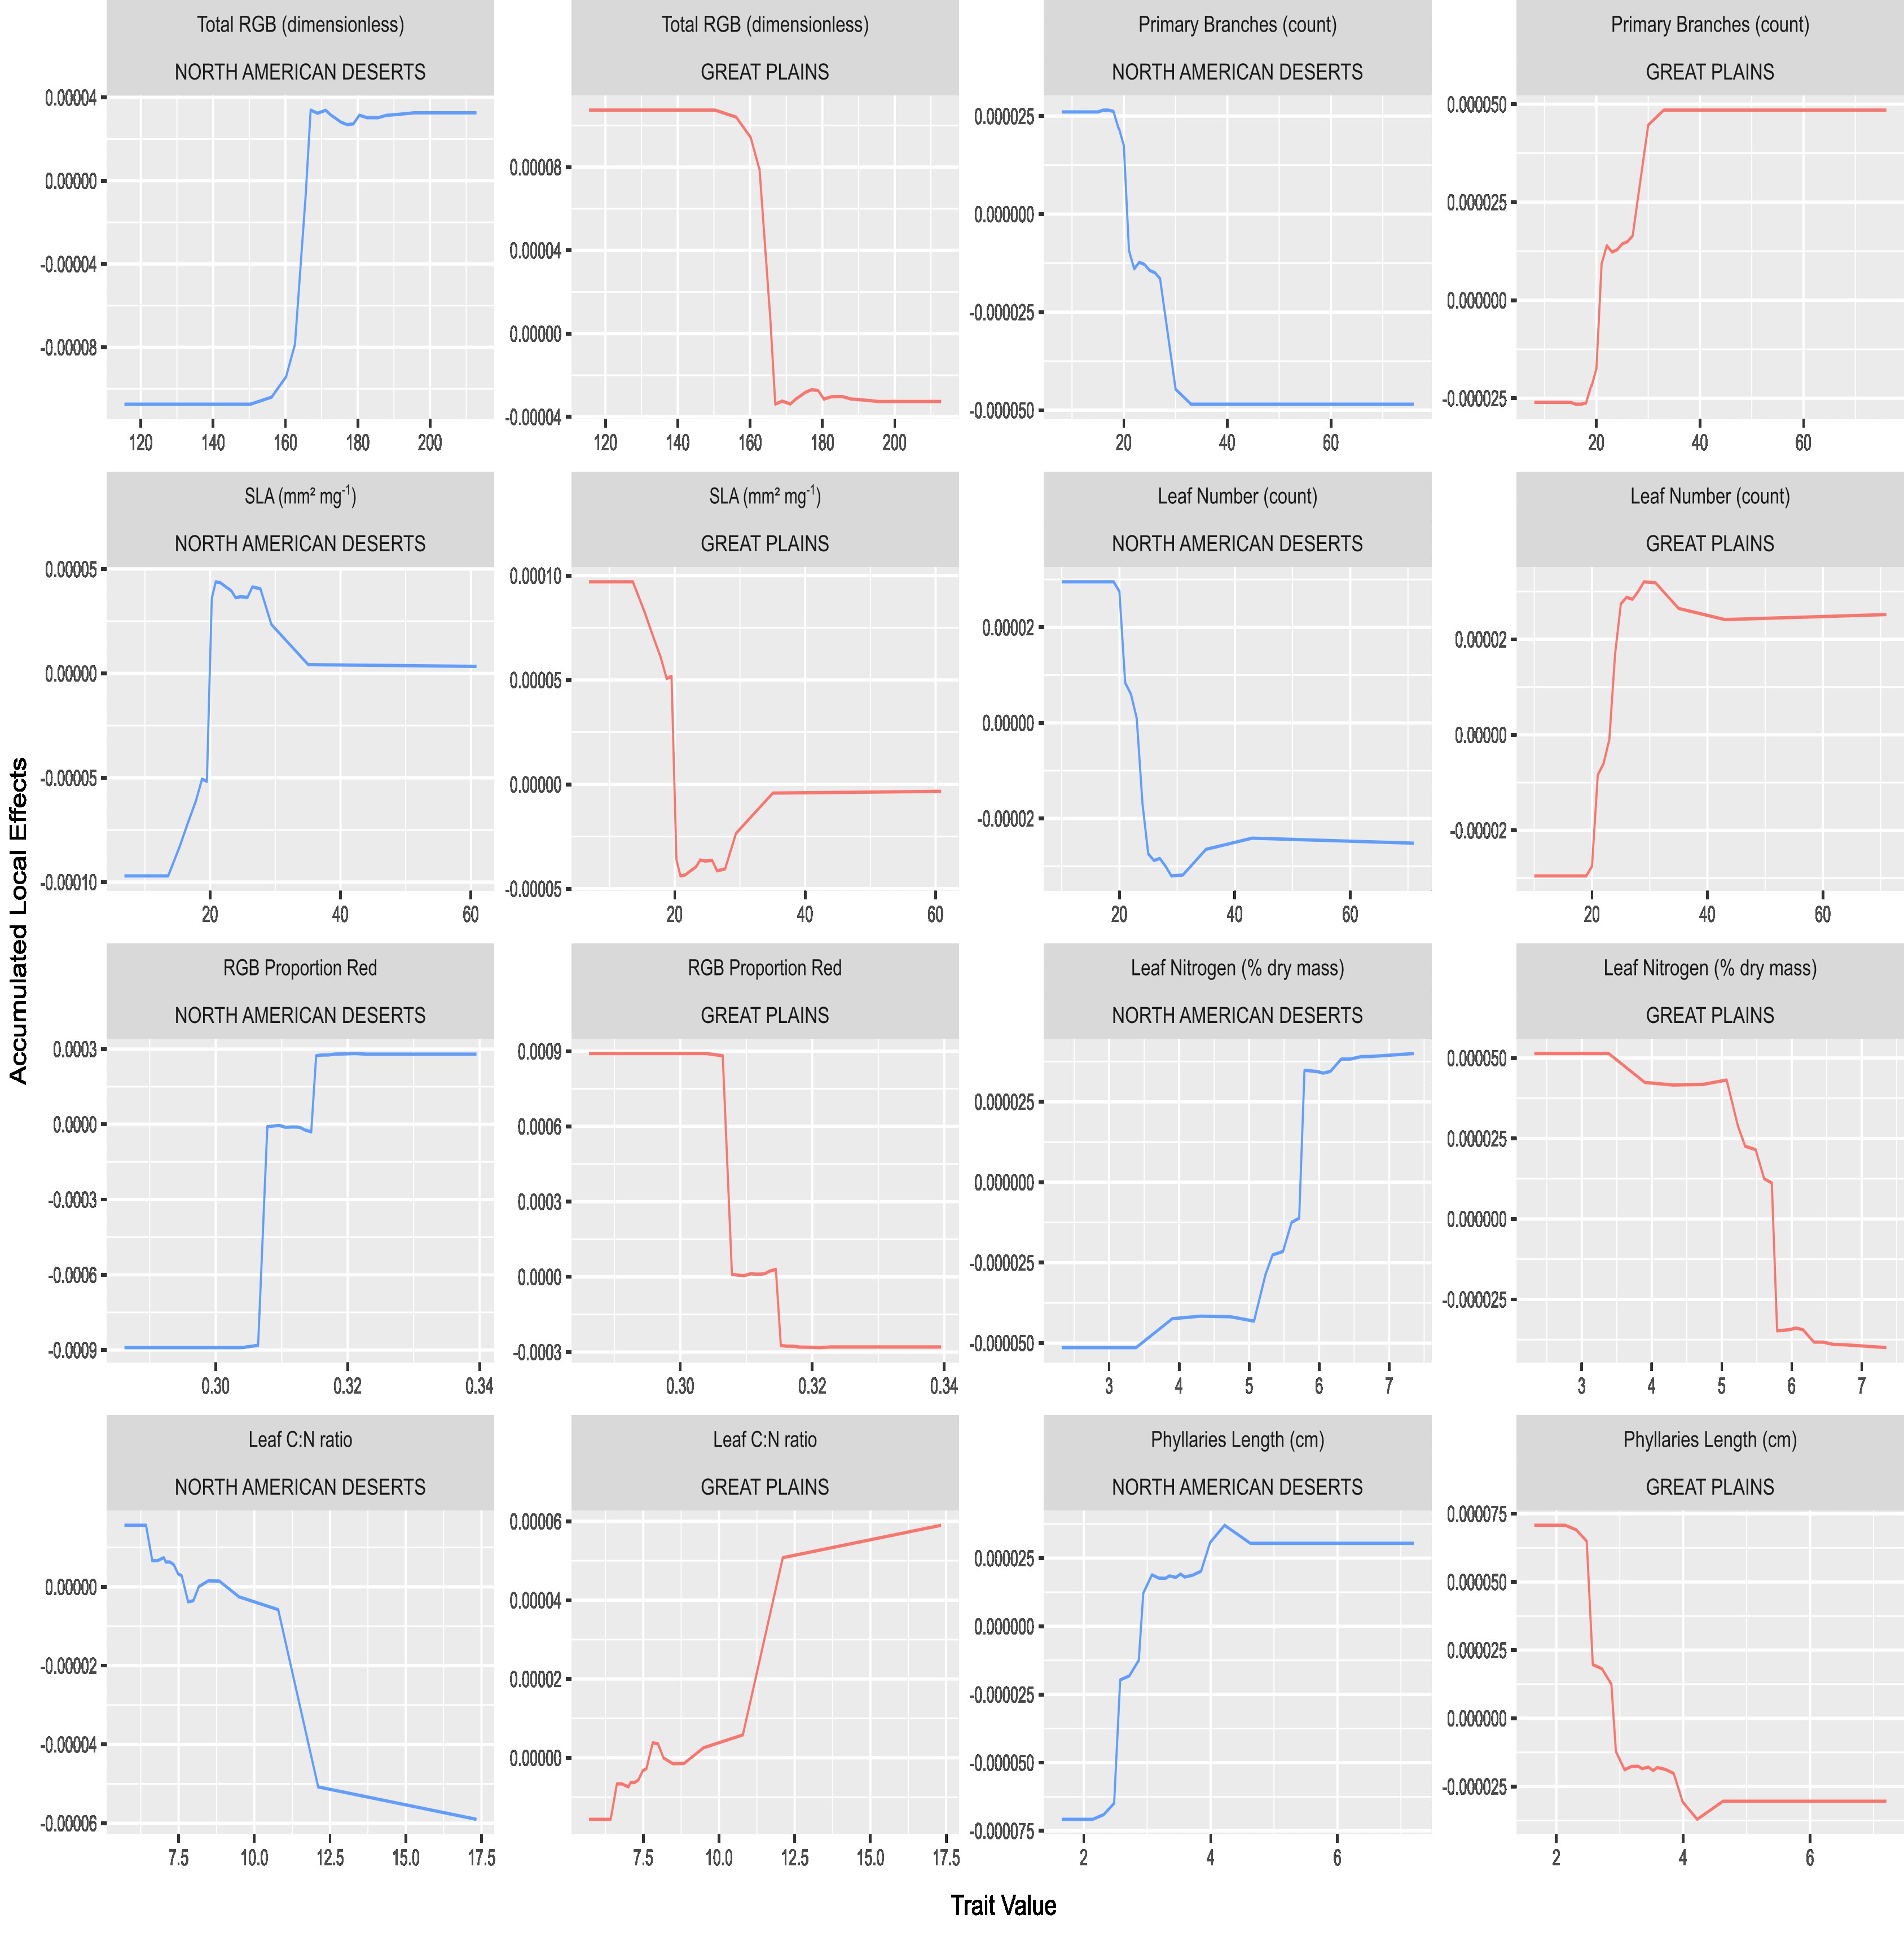 Total RGB (dimensionless)
NORTH AMERICAN DESERTS
0.00004
0.00000
-0.00004
-0.00008
120 140 160 180 200
Total RGB (dimensionless)
GREAT PLAINS
0.00008
0.00004
0.00000
-0.00004
120 140 160 180 200
Primary Branches (count)
NORTH AMERICAN DESERTS
0.000025
0.000000
-0.000025
-0.000050
20 40 60
Primary Branches (count)
GREAT PLAINS
0.000050
0.000025
0.000000
-0.000025
20 40 60
SLA (mm² mg⁻¹)
NORTH AMERICAN DESERTS
0.00005
0.00000
-0.00005
-0.00010
20 40 60
SLA (mm² mg⁻¹)
GREAT PLAINS
0.00010
0.00005
0.00000
-0.00005
20 40 60
Leaf Number (count)
NORTH AMERICAN DESERTS
0.00002
0.00000
-0.00002
20 40 60
Leaf Number (count)
GREAT PLAINS
0.00002
0.00000
-0.00002
20 40 60
Accumulated Local Effects
RGB Proportion Red
NORTH AMERICAN DESERTS
0.0003
0.0000
-0.0003
-0.0006
-0.0009
0.30 0.32 0.34
RGB Proportion Red
GREAT PLAINS
0.0009
0.0006
0.0003
0.0000
-0.0003
0.30 0.32 0.34
Leaf Nitrogen (% dry mass)
NORTH AMERICAN DESERTS
0.000025
0.000000
-0.000025
-0.000050
3 4 5 6 7
Leaf Nitrogen (% dry mass)
GREAT PLAINS
0.000050
0.000025
0.000000
-0.000025
3 4 5 6 7
Leaf C:N ratio
NORTH AMERICAN DESERTS
0.00000
-0.00002
-0.00004
-0.00006
7.5 10.0 12.5 15.0 17.5
Leaf C:N ratio
GREAT PLAINS
0.00006
0.00004
0.00002
0.00000
7.5 10.0 12.5 15.0 17.5
Phyllaries Length (cm)
NORTH AMERICAN DESERTS
0.000025
0.000000
-0.000025
-0.000050
-0.000075
2 4 6
Phyllaries Length (cm)
GREAT PLAINS
0.000075
0.000050
0.000025
0.000000
-0.000025
2 4 6
Trait Value